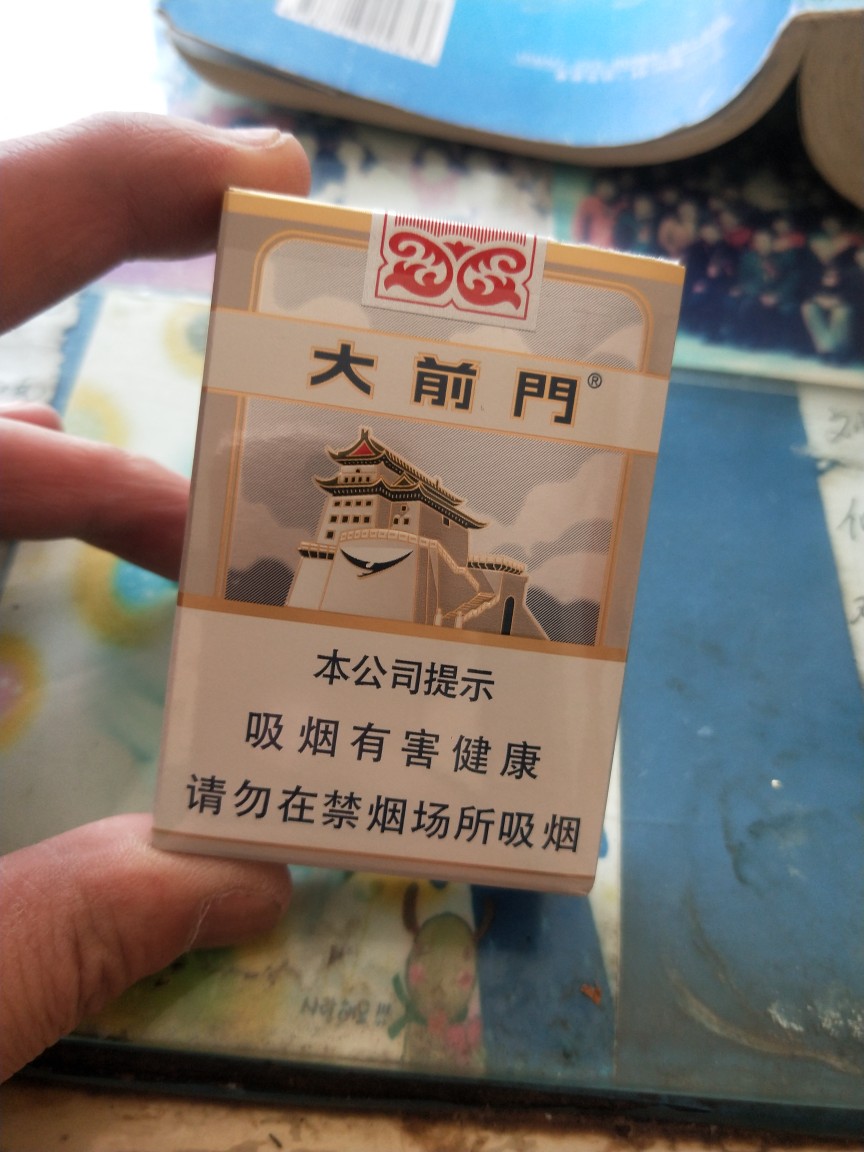 大前門®
本公司提示
吸烟有害健康
请勿在禁烟场所吸烟